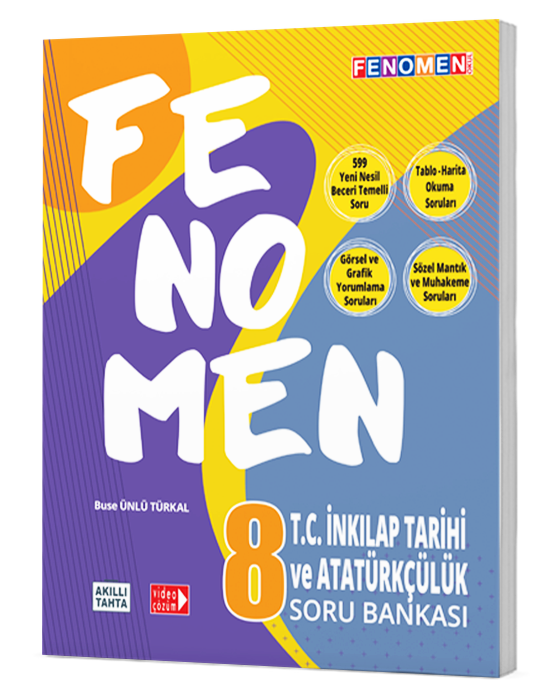 FENOMEN OKUL
FE
NO
MEN
599
Yeni Nesil
Beceri Temelli
Soru
Tablo-Harita
Okuma
Soruları
Görsel ve
Grafik
Yorumlama
Soruları
Sözel Mantık
ve Muhakeme
Soruları
Buse ÜNLÜ TÜRKAL
8
T.C. İNKILAP TARİHİ
ve ATATÜRKÇÜLÜK
SORU BANKASI
AKILLI
TAHTA
video
çözüm